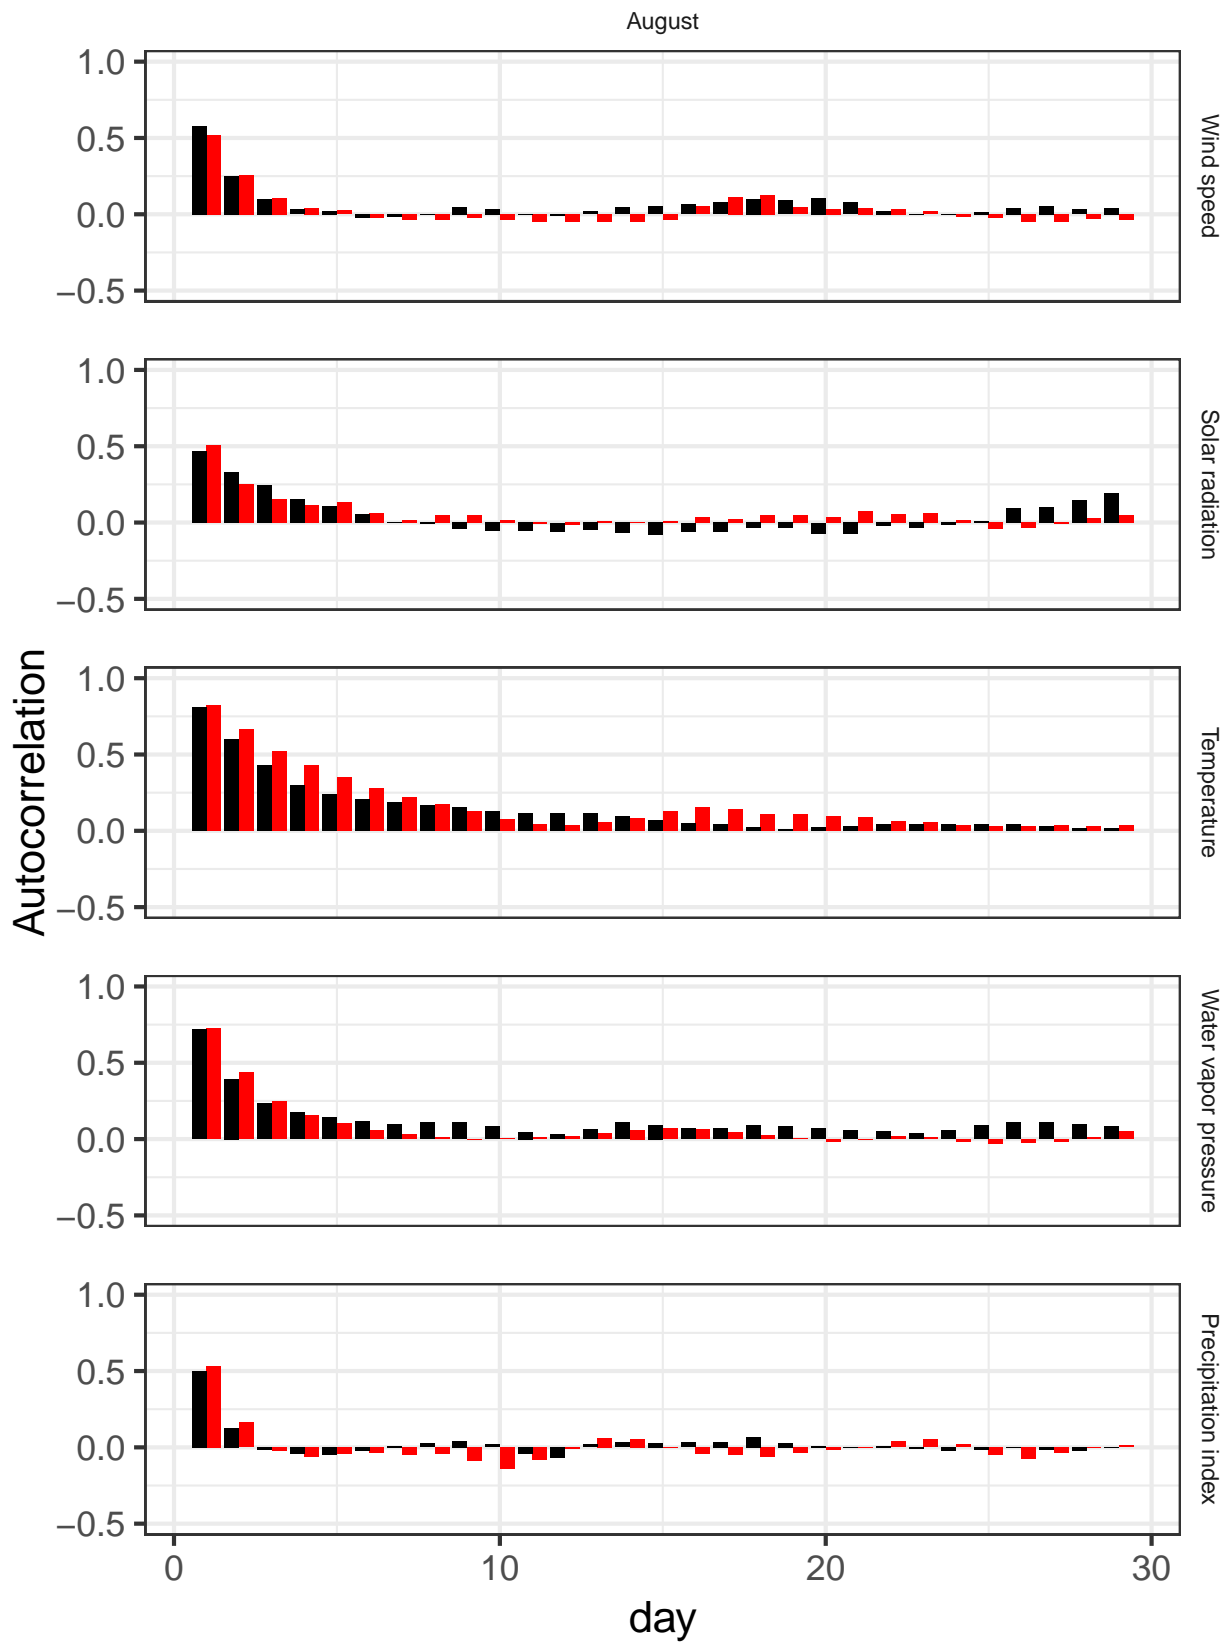 August
1.0
0.5
0.0
−0.5
Wind speed
1.0
0.5
0.0
−0.5
Solar radiation
1.0
0.5
0.0
−0.5
Temperature
Autocorrelation
1.0
0.5
0.0
−0.5
Water vapor pressure
1.0
0.5
0.0
−0.5
Precipitation index
0 10 20 30
day